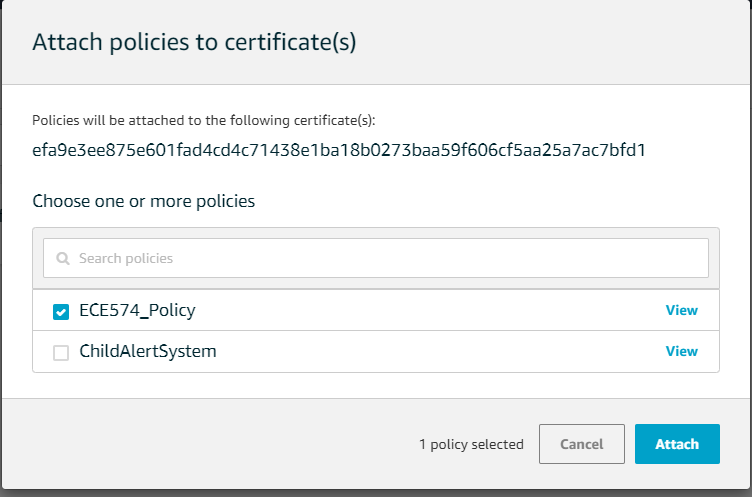 Attach policies to certificate(s)
Policies will be attached to the following certificate(s):
efa9e3ee875e601fad4cd4c71438e1ba18b0273baa59f606cf5aa25a7ac7bfd1
Choose one or more policies
Search policies
ECE574_Policy View
ChildAlertSystem View
1 policy selected Cancel Attach